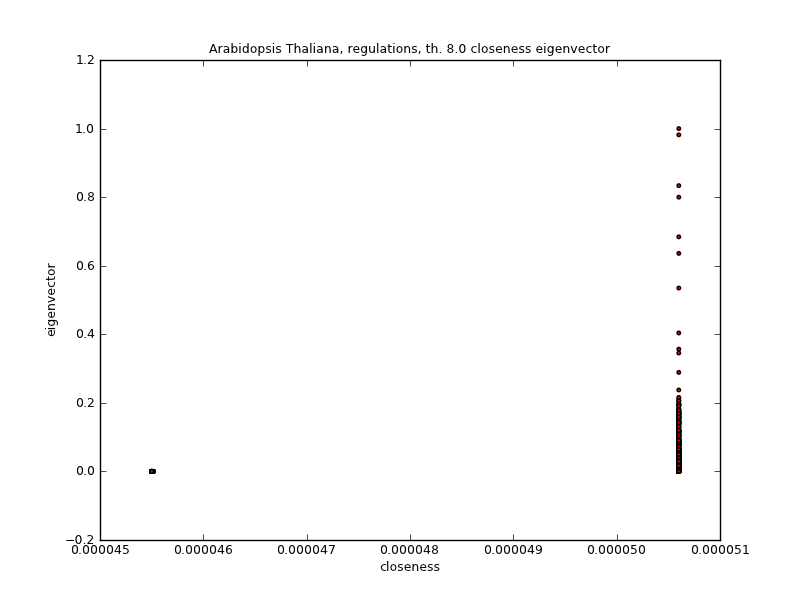 Arabidopsis Thaliana, regulations, th. 8.0 closeness eigenvector
1.2
1.0
0.8
0.6
0.4
0.2
0.0
−0.2
eigenvector
0.000045 0.000046 0.000047 0.000048 0.000049 0.000050 0.000051
closeness